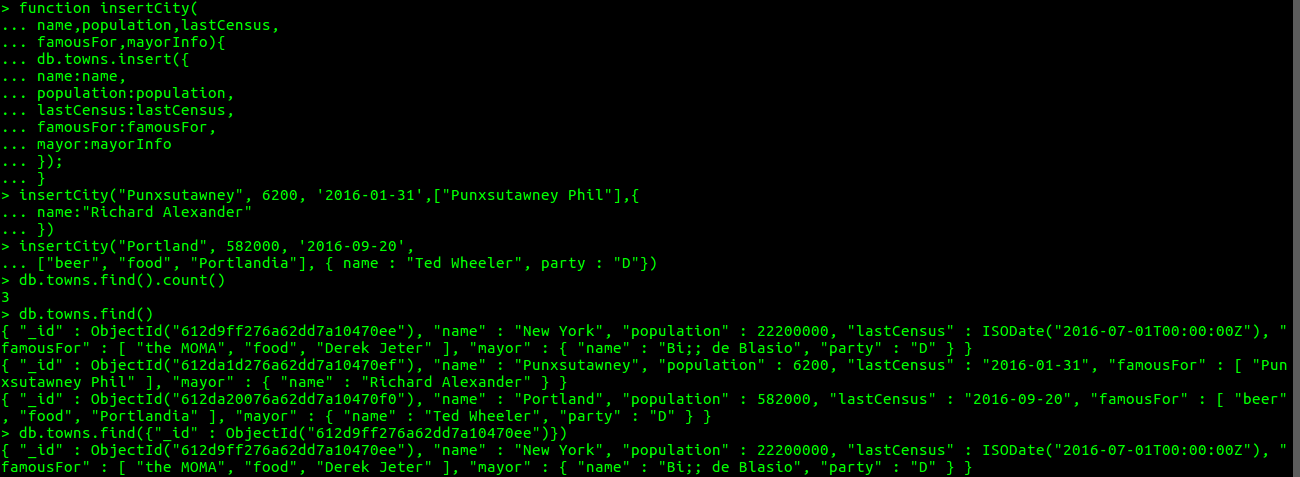 > function insertCity(
... name,population,lastCensus,
... famousFor,mayorInfo){
... db.towns.insert({
... name:name,
... population:population,
... lastCensus:lastCensus,
... famousFor:famousFor,
... mayor:mayorInfo
... });
... }
> insertCity("Punxsutawney", 6200, '2016-01-31',["Punxsutawney Phil"],{
... name:"Richard Alexander"
... })
> insertCity("Portland", 582000, '2016-09-20',
... ["beer", "food", "Portlandia"], { name : "Ted Wheeler", party : "D"})
> db.towns.find().count()
3
> db.towns.find()
{ "_id" : ObjectId("612d9ff276a62dd7a10470ee"), "name" : "New York", "population" : 22200000, "lastCensus" : ISODate("2016-07-01T00:00:00Z"), "
famousFor" : [ "the MOMA", "food", "Derek Jeter" ], "mayor" : { "name" : "Bi;; de Blasio", "party" : "D" } }
{ "_id" : ObjectId("612da1d276a62dd7a10470ef"), "name" : "Punxsutawney", "population" : 6200, "lastCensus" : "2016-01-31", "famousFor" : [ "Pun
xsutawney Phil" ], "mayor" : { "name" : "Richard Alexander" } }
{ "_id" : ObjectId("612da20076a62dd7a10470f0"), "name" : "Portland", "population" : 582000, "lastCensus" : "2016-09-20", "famousFor" : [ "beer"
, "food", "Portlandia" ], "mayor" : { "name" : "Ted Wheeler", "party" : "D" } }
> db.towns.find({"_id" : ObjectId("612d9ff276a62dd7a10470ee")})
{ "_id" : ObjectId("612d9ff276a62dd7a10470ee"), "name" : "New York", "population" : 22200000, "lastCensus" : ISODate("2016-07-01T00:00:00Z"), "
famousFor" : [ "the MOMA", "food", "Derek Jeter" ], "mayor" : { "name" : "Bi;; de Blasio", "party" : "D" } }